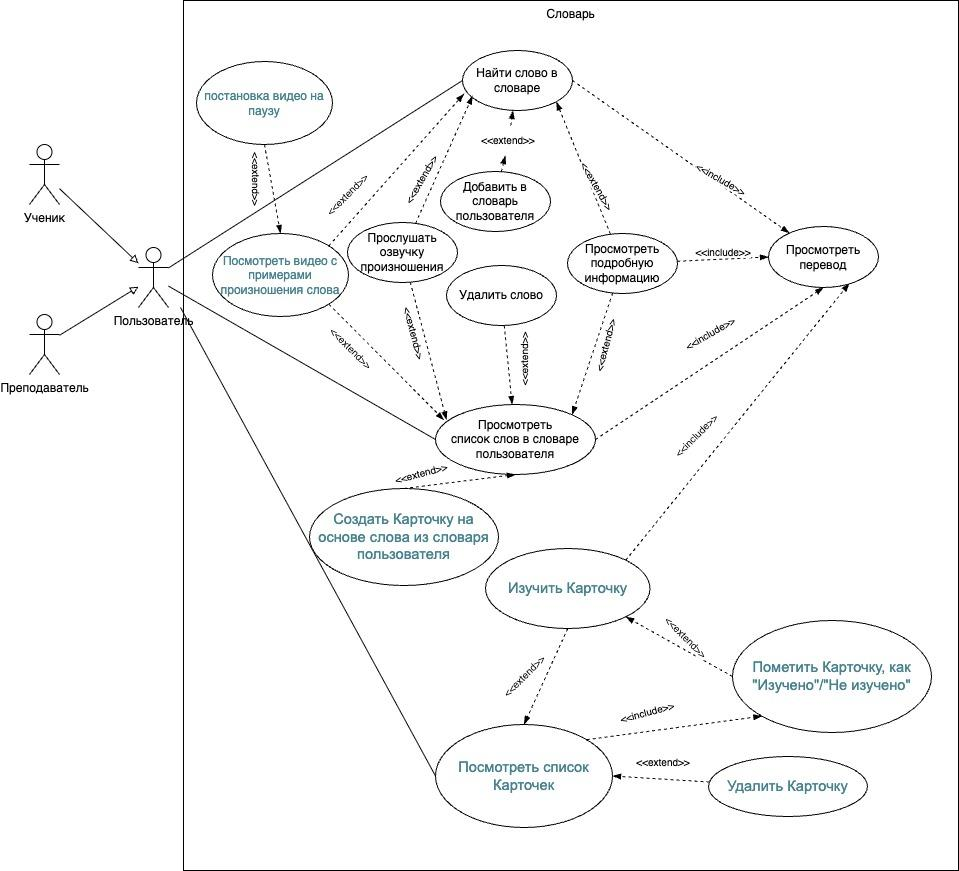 Словарь
Найти слово в
словаре
постановка видео на
паузу
<<extend>>
<<extend>>
<<extend>>
<<extend>>
<<extend>>
<<include>>
Добавить в
словарь
пользователя
Ученик
Прослушать
озвучку
произношения
Просмотреть
подробную
информацию
<<include>>
Просмотреть
перевод
Посмотреть видео с
примерами
произношения слова
Удалить слово
Пользователь
<<extend>>
<<extend>>
<<extend>>
<<extend>>
<<include>>
Преподаватель
Просмотреть
список слов в словаре
пользователя
<<include>>
<<extend>>
Создать Карточку на
основе слова из словаря
пользователя
Изучить Карточку
<<extend>>
<<extend>>
Пометить Карточку, как
"Изучено"/"Не изучено"
<<include>>
Посмотреть список
Карточек
<<extend>>
Удалить Карточку